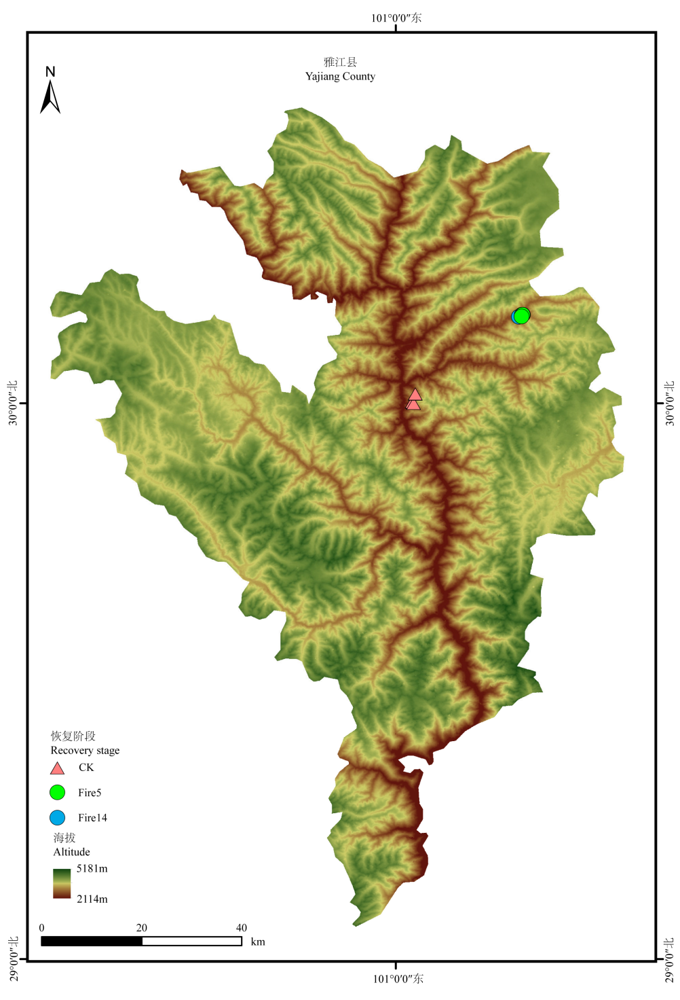 101°0′0″东
雅江县
Yajiang County
N
30°0′0″北
30°0′0″北
恢复阶段
Recovery stage
CK
Fire5
Fire14
海拔
Altitude
5181m
2114m
0 20 40
km
29°0′0″北
29°0′0″北
101°0′0″东